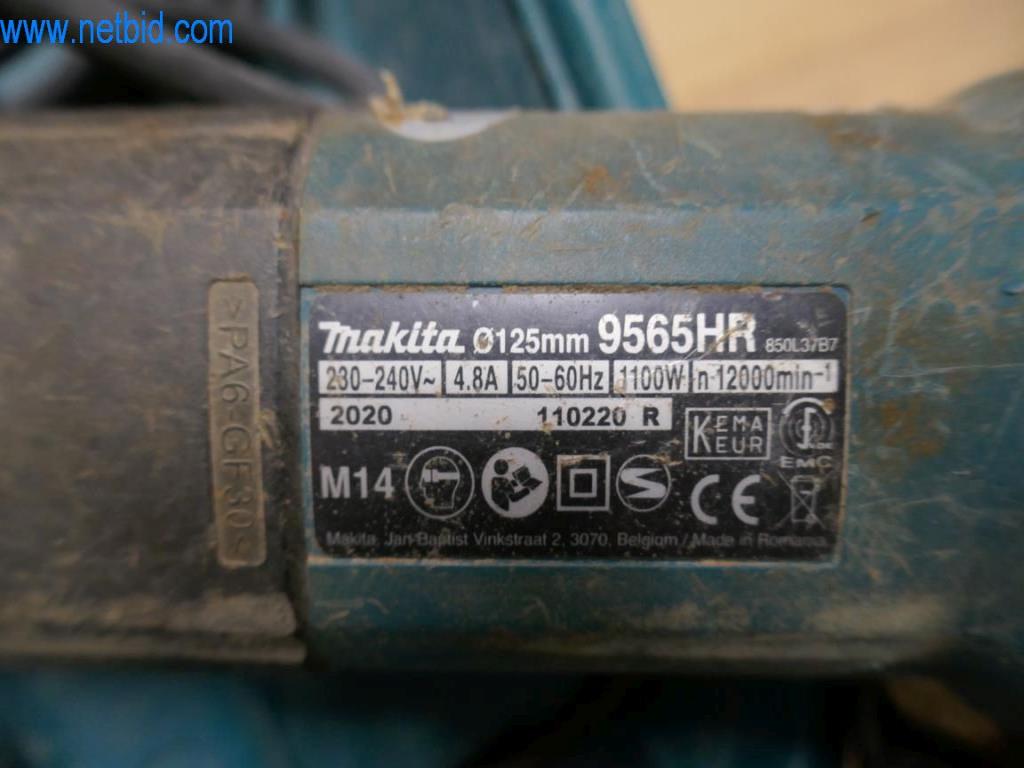 www.netbid.com
>PA6-GF30<
makita Ø125mm 9565HR 850L37B7
230-240V~ 4.8A 50-60Hz 1100W n 12000min-1
2020 110220 R
KEMA
KEUR
EMC
M14
CE
Makita, Jan-Baptist Vinkstraat 2, 3070, Belgium / Made in Romania